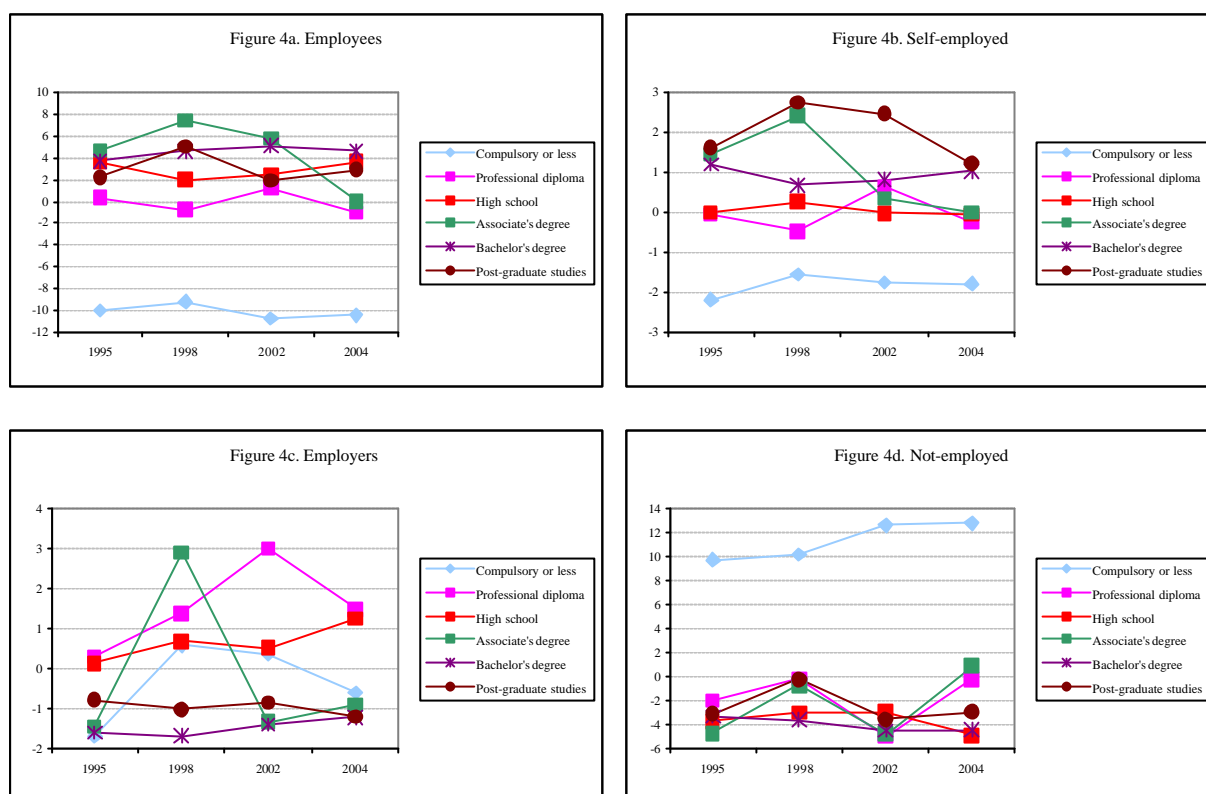 Figure 4a. Employees
10
8
6
4
2
0
-2
-4
-6
-8
-10
-12
1995 1998 2002 2004
Compulsory or less
Professional diploma
High school
Associate's degree
Bachelor's degree
Post-graduate studies
Figure 4b. Self-employed
3
2
1
0
-1
-2
-3
1995 1998 2002 2004
Compulsory or less
Professional diploma
High school
Associate's degree
Bachelor's degree
Post-graduate studies
Figure 4c. Employers
4
3
2
1
0
-1
-2
1995 1998 2002 2004
Compulsory or less
Professional diploma
High school
Associate's degree
Bachelor's degree
Post-graduate studies
Figure 4d. Not-employed
14
12
10
8
6
4
2
0
-2
-4
-6
1995 1998 2002 2004
Compulsory or less
Professional diploma
High school
Associate's degree
Bachelor's degree
Post-graduate studies